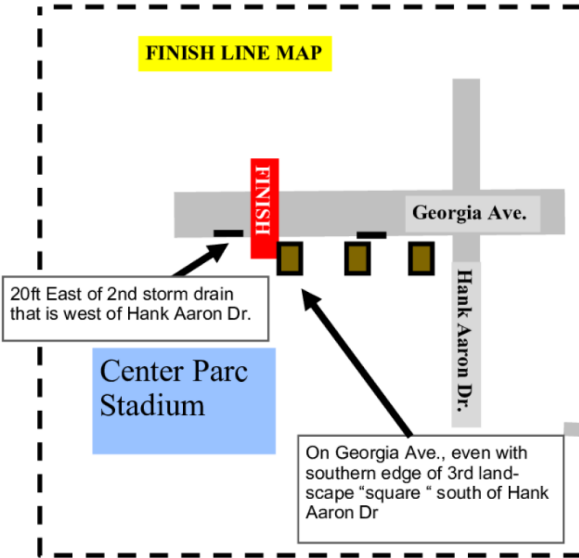 FINISH LINE MAP
FINISH
Georgia Ave.
20ft East of 2nd storm drain
that is west of Hank Aaron Dr.
Hank Aaron Dr.
Center Parc
Stadium
On Georgia Ave., even with
southern edge of 3rd land-
scape “square “ south of Hank
Aaron Dr